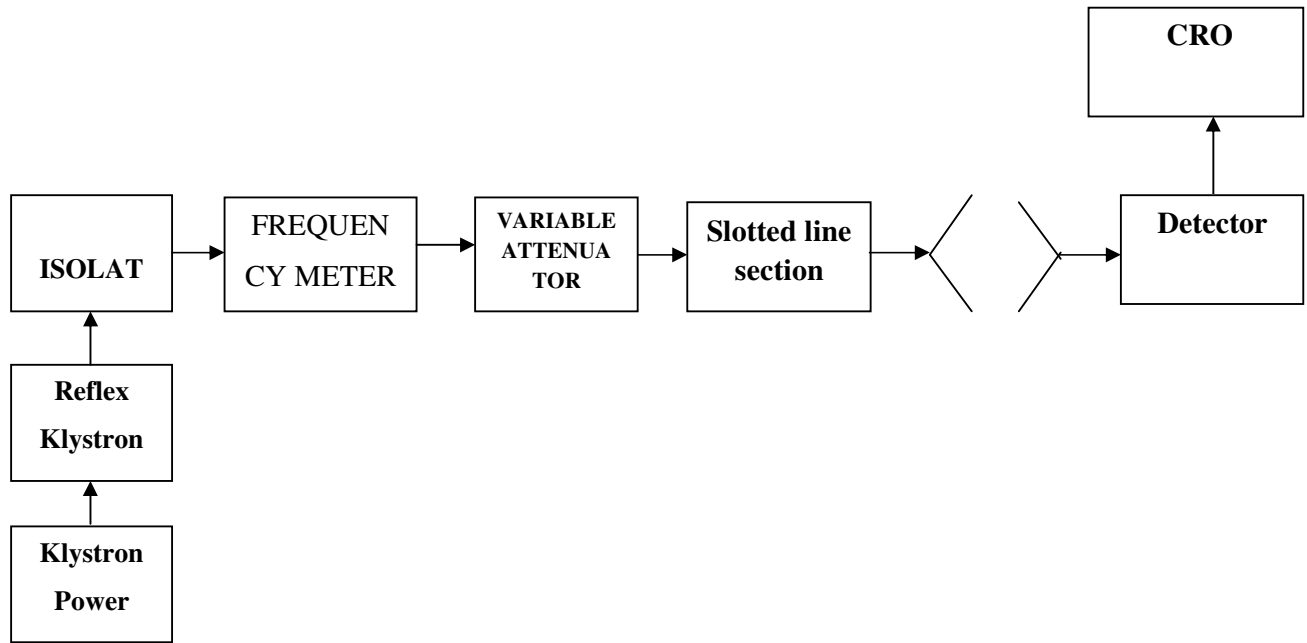 CRO
ISOLAT
FREQUEN
CY METER
VARIABLE
ATTENUA
TOR
Slotted line
section
Detector
Reflex
Klystron
Klystron
Power